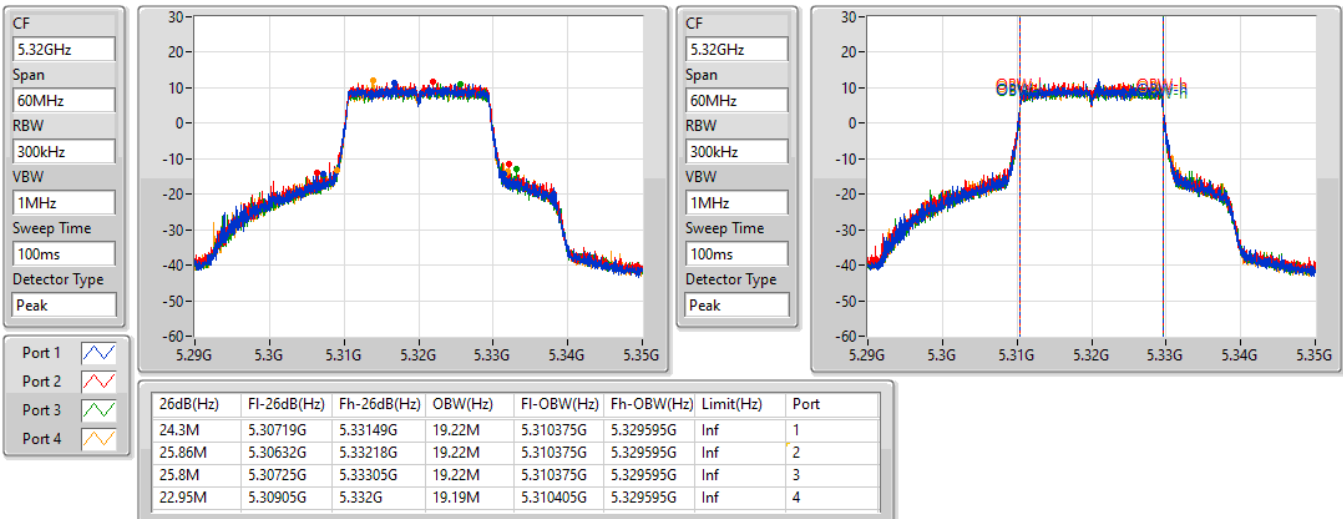 CF
5.32GHz
Span
60MHz
RBW
300kHz
VBW
1MHz
Sweep Time
100ms
Detector Type
Peak
30
20
10
0
-10
-20
-30
-40
-50
-60
5.29G 5.3G 5.31G 5.32G 5.33G 5.34G 5.35G
CF
5.32GHz
Span
60MHz
RBW
300kHz
VBW
1MHz
Sweep Time
100ms
Detector Type
Peak
30
20
10
0
-10
-20
-30
-40
-50
-60
OBW-h
5.29G 5.3G 5.31G 5.32G 5.33G 5.34G 5.35G
Port 1
Port 2
Port 3
Port 4
26dB(Hz) Fl-26dB(Hz) Fh-26dB(Hz) OBW(Hz) Fl-OBW(Hz) Fh-OBW(Hz) Limit(Hz) Port
24.3M 5.30719G 5.33149G 19.22M 5.310375G 5.329595G Inf 1
25.86M 5.30632G 5.33218G 19.22M 5.310375G 5.329595G Inf 2
25.8M 5.30725G 5.33305G 19.22M 5.310375G 5.329595G Inf 3
22.95M 5.30905G 5.332G 19.19M 5.310405G 5.329595G Inf 4